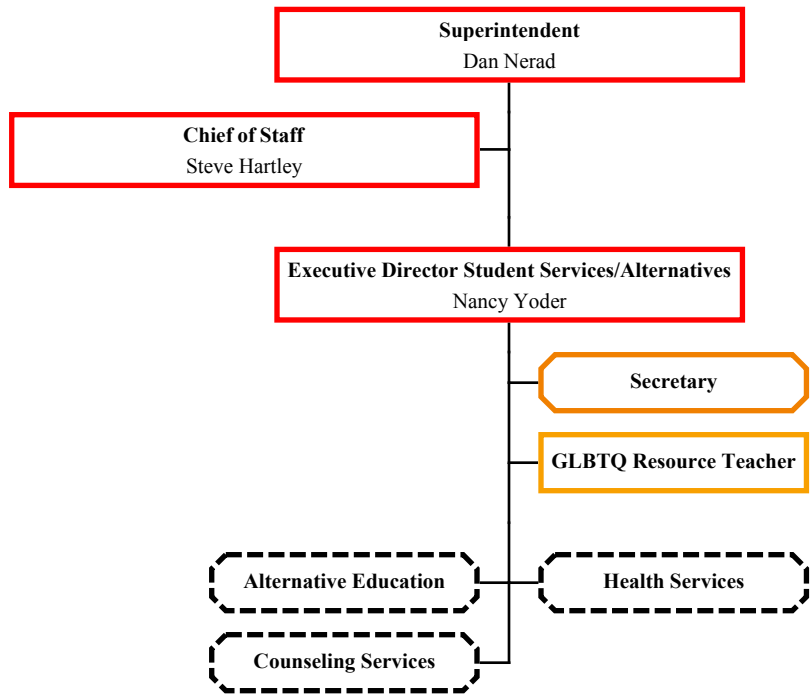 Superintendent
Dan Nerad
Chief of Staff
Steve Hartley
Executive Director Student Services/Alternatives
Nancy Yoder
Secretary
GLBTQ Resource Teacher
Alternative Education
Health Services
Counseling Services